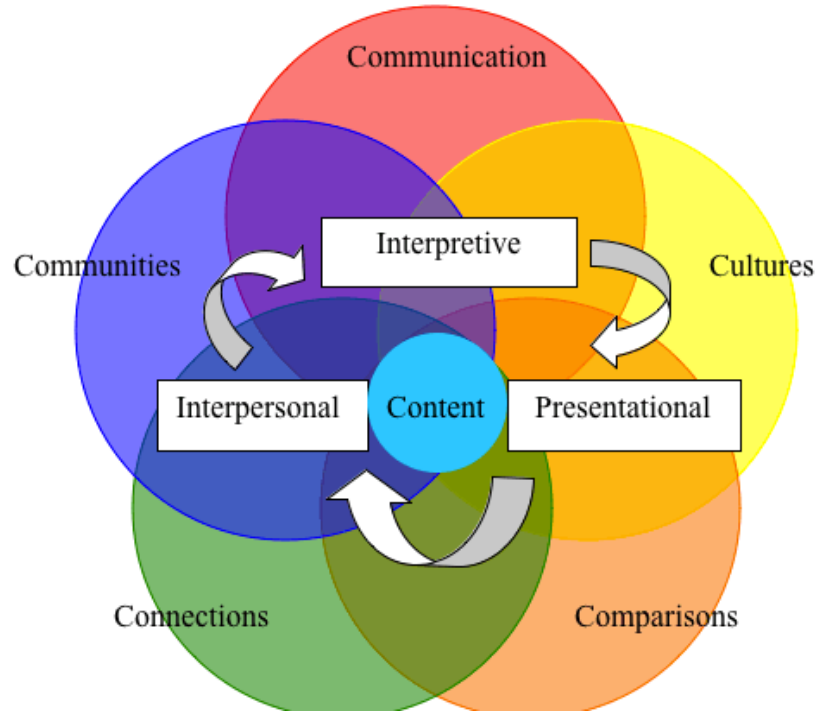 Communication
Interpretive
Communities
Cultures
Interpersonal
Content
Presentational
Connections
Comparisons